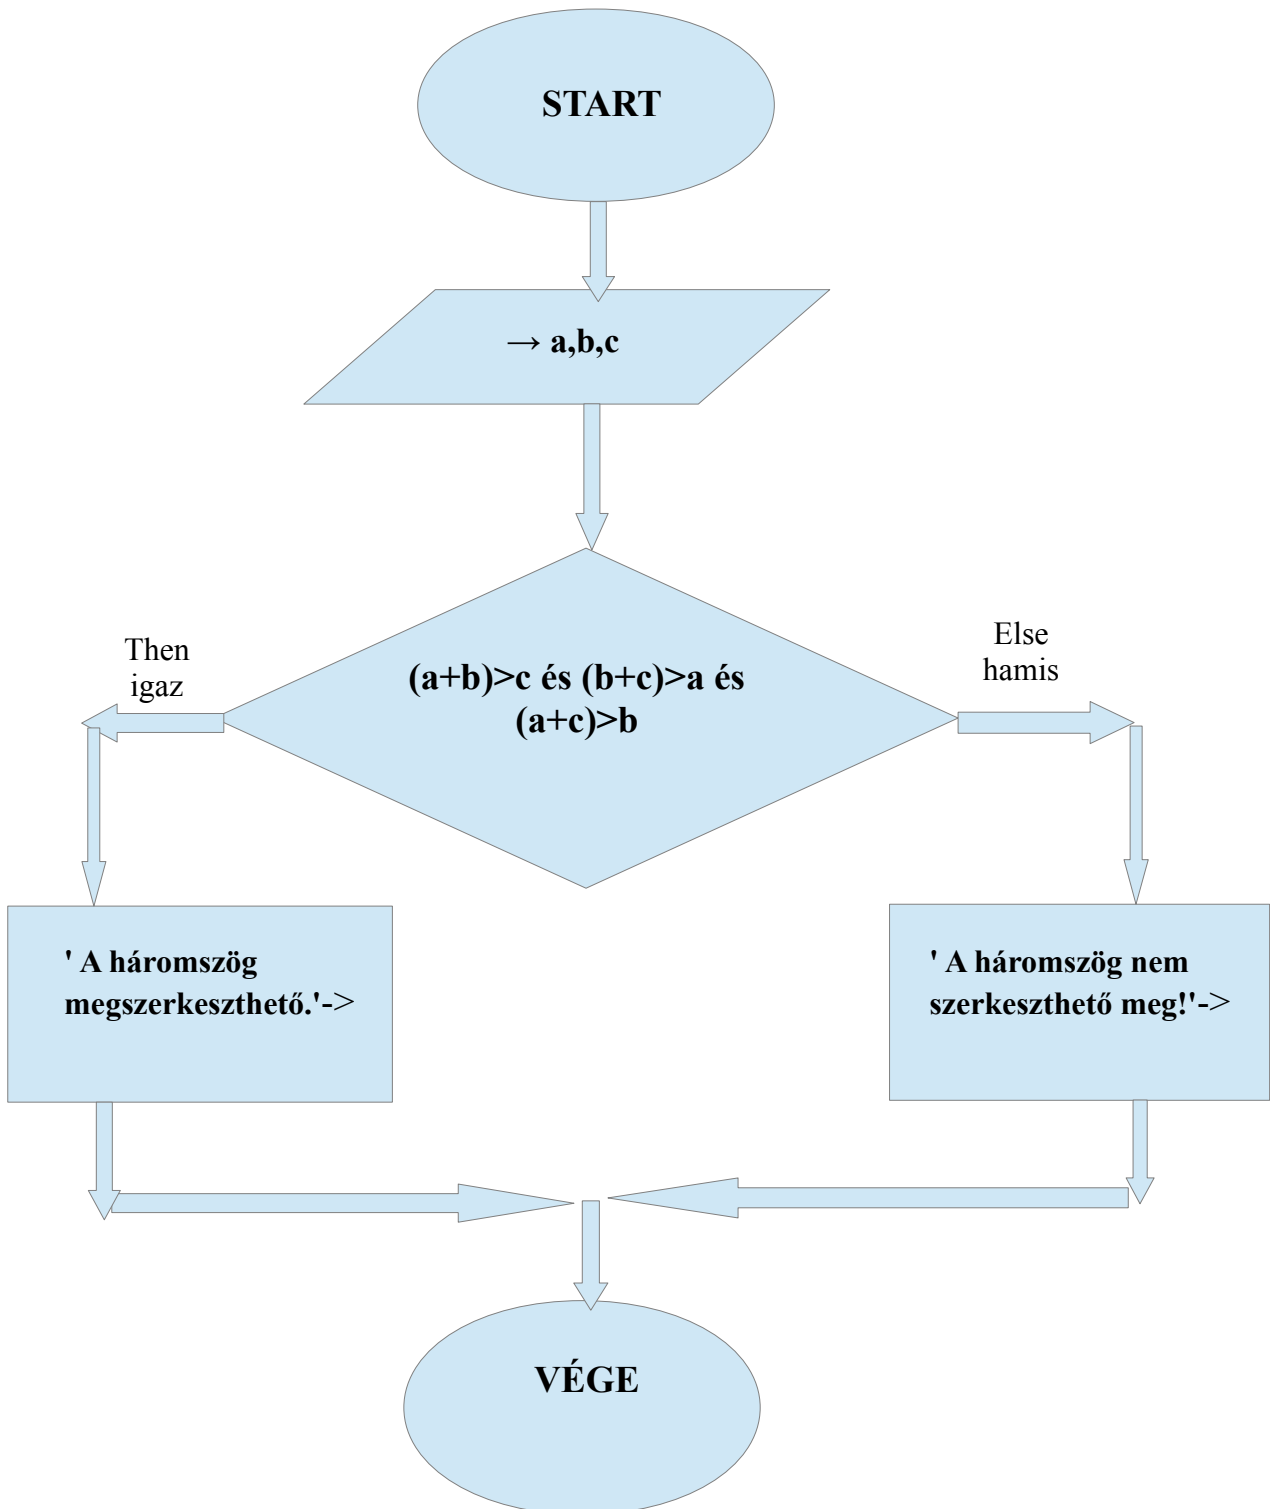 START
→ a,b,c
Then
igaz
(a+b)>c és (b+c)>a és
(a+c)>b
Else
hamis
' A háromszög
megszerkeszthető.'->
' A háromszög nem
szerkeszthető meg!'->
VÉGE